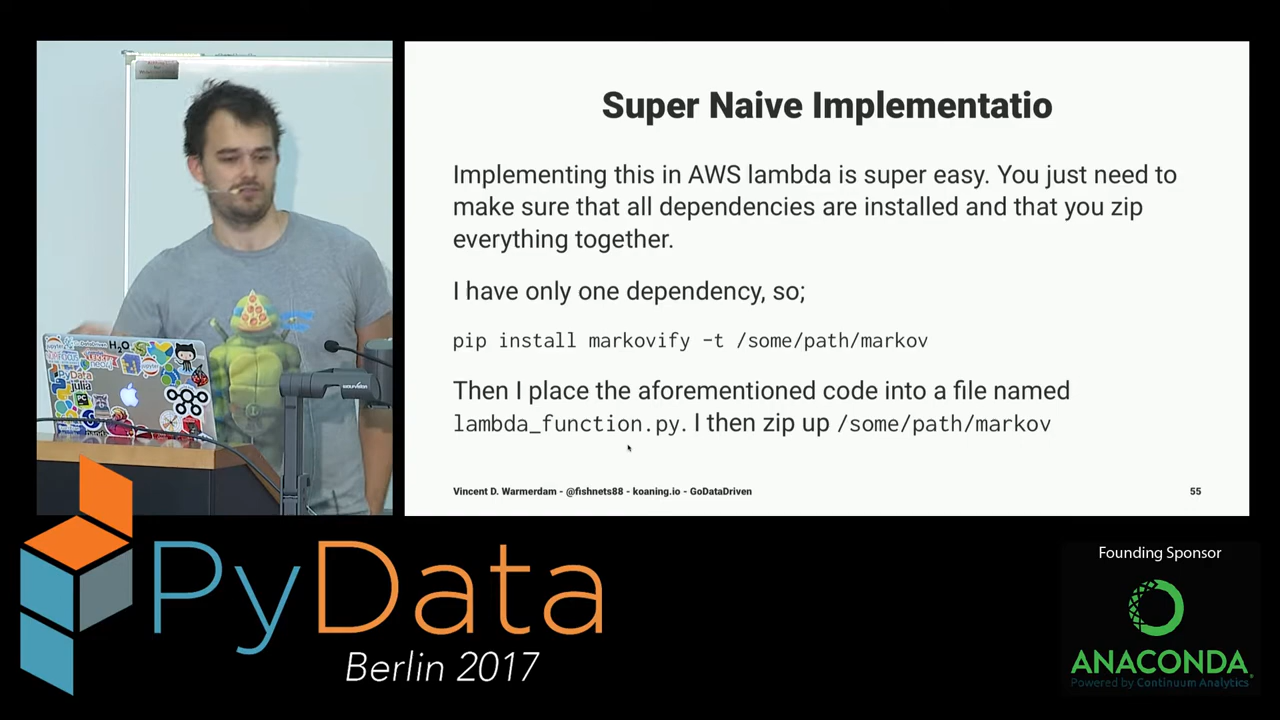 Super Naive Implementatio
Implementing this in AWS lambda is super easy. You just need to
make sure that all dependencies are installed and that you zip
everything together.
I have only one dependency, so;
pip install markovify -t /some/path/markov
Then I place the aforementioned code into a file named
lambda_function.py. I then zip up /some/path/markov
Vincent D. Warmerdam - @fishnets88 - koaning.io - GoDataDriven
55
H2O
PyData
julia
PyData
Berlin 2017
Founding Sponsor
ANACONDA
Powered by Continuum Analytics